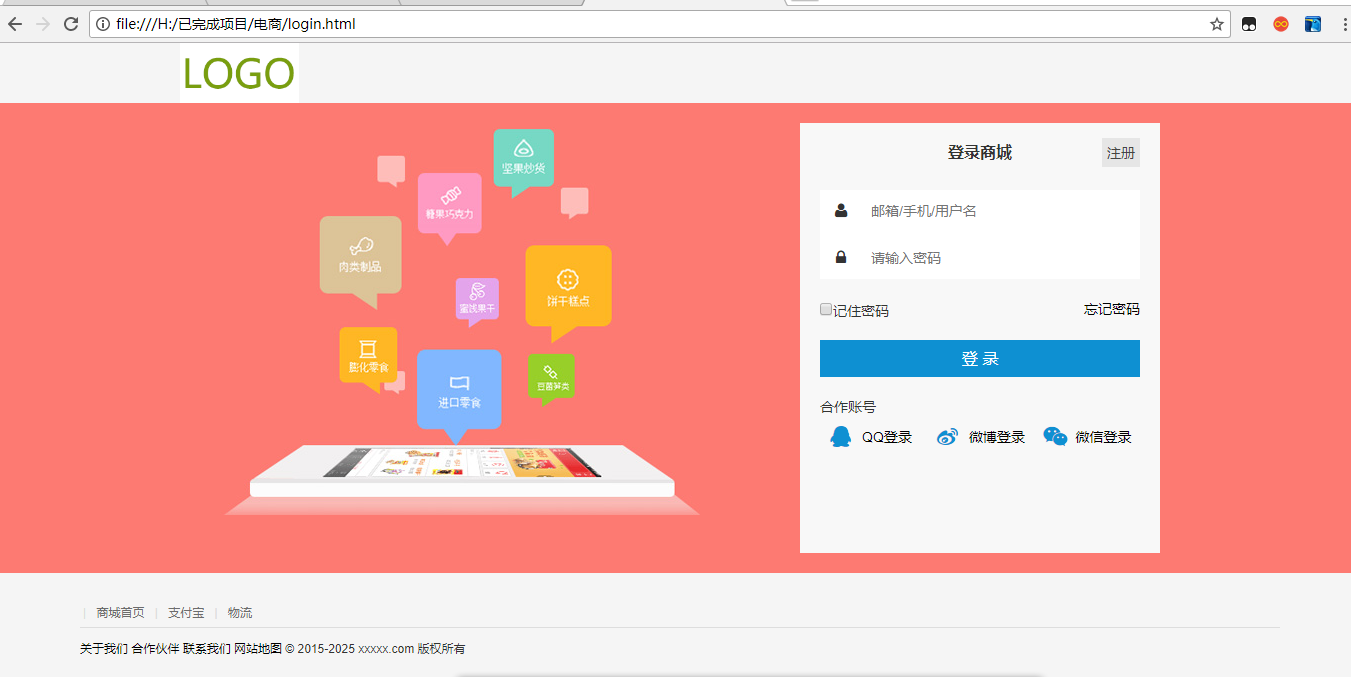 file:///H:/已完成项目/电商/login.html
LOGO
坚果炒货
糖果巧克力
肉类制品
蜜饯果干
饼干糕点
膨化零食
进口零食
豆菌笋类
登录商城
注册
邮箱/手机/用户名
请输入密码
记住密码
忘记密码
登 录
合作账号
QQ登录
微博登录
微信登录
| 商城首页 | 支付宝 | 物流
关于我们 合作伙伴 联系我们 网站地图 © 2015-2025 xxxxx.com 版权所有